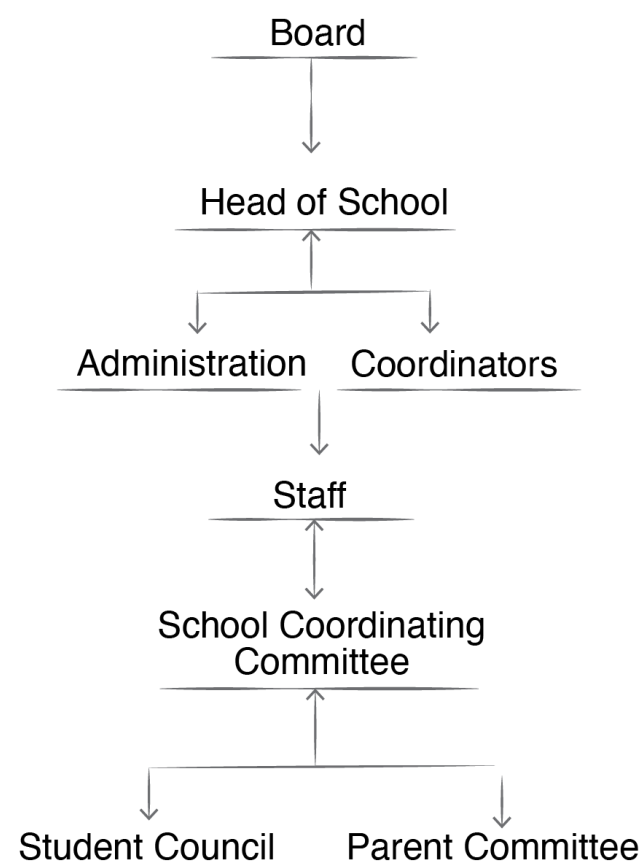 Board
Head of School
Administration
Coordinators
Staff
School Coordinating
Committee
Student Council
Parent Committee